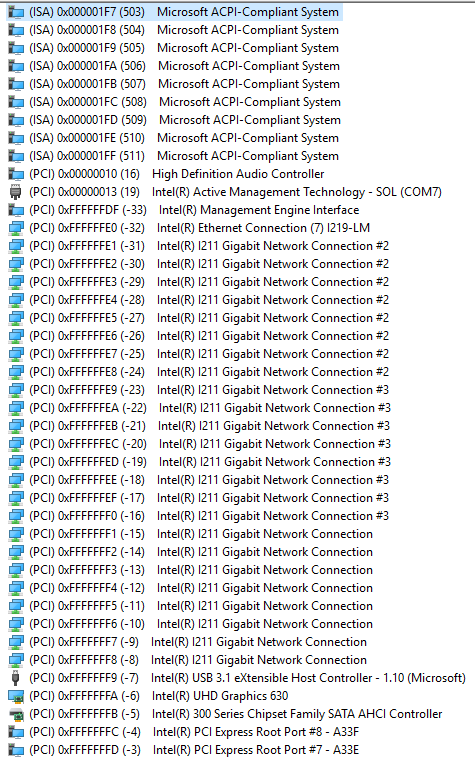 (ISA) 0x000001F7 (503) Microsoft ACPI-Compliant System
(ISA) 0x000001F8 (504) Microsoft ACPI-Compliant System
(ISA) 0x000001F9 (505) Microsoft ACPI-Compliant System
(ISA) 0x000001FA (506) Microsoft ACPI-Compliant System
(ISA) 0x000001FB (507) Microsoft ACPI-Compliant System
(ISA) 0x000001FC (508) Microsoft ACPI-Compliant System
(ISA) 0x000001FD (509) Microsoft ACPI-Compliant System
(ISA) 0x000001FE (510) Microsoft ACPI-Compliant System
(ISA) 0x000001FF (511) Microsoft ACPI-Compliant System
(PCI) 0x00000010 (16) High Definition Audio Controller
(PCI) 0x00000013 (19) Intel(R) Active Management Technology - SOL (COM7)
(PCI) 0xFFFFFFDF (-33) Intel(R) Management Engine Interface
(PCI) 0xFFFFFFE0 (-32) Intel(R) Ethernet Connection (7) I219-LM
(PCI) 0xFFFFFFE1 (-31) Intel(R) I211 Gigabit Network Connection #2
(PCI) 0xFFFFFFE2 (-30) Intel(R) I211 Gigabit Network Connection #2
(PCI) 0xFFFFFFE3 (-29) Intel(R) I211 Gigabit Network Connection #2
(PCI) 0xFFFFFFE4 (-28) Intel(R) I211 Gigabit Network Connection #2
(PCI) 0xFFFFFFE5 (-27) Intel(R) I211 Gigabit Network Connection #2
(PCI) 0xFFFFFFE6 (-26) Intel(R) I211 Gigabit Network Connection #2
(PCI) 0xFFFFFFE7 (-25) Intel(R) I211 Gigabit Network Connection #2
(PCI) 0xFFFFFFE8 (-24) Intel(R) I211 Gigabit Network Connection #2
(PCI) 0xFFFFFFE9 (-23) Intel(R) I211 Gigabit Network Connection #3
(PCI) 0xFFFFFFEA (-22) Intel(R) I211 Gigabit Network Connection #3
(PCI) 0xFFFFFFEB (-21) Intel(R) I211 Gigabit Network Connection #3
(PCI) 0xFFFFFFEC (-20) Intel(R) I211 Gigabit Network Connection #3
(PCI) 0xFFFFFFED (-19) Intel(R) I211 Gigabit Network Connection #3
(PCI) 0xFFFFFFEE (-18) Intel(R) I211 Gigabit Network Connection #3
(PCI) 0xFFFFFFEF (-17) Intel(R) I211 Gigabit Network Connection #3
(PCI) 0xFFFFFFF0 (-16) Intel(R) I211 Gigabit Network Connection #3
(PCI) 0xFFFFFFF1 (-15) Intel(R) I211 Gigabit Network Connection
(PCI) 0xFFFFFFF2 (-14) Intel(R) I211 Gigabit Network Connection
(PCI) 0xFFFFFFF3 (-13) Intel(R) I211 Gigabit Network Connection
(PCI) 0xFFFFFFF4 (-12) Intel(R) I211 Gigabit Network Connection
(PCI) 0xFFFFFFF5 (-11) Intel(R) I211 Gigabit Network Connection
(PCI) 0xFFFFFFF6 (-10) Intel(R) I211 Gigabit Network Connection
(PCI) 0xFFFFFFF7 (-9) Intel(R) I211 Gigabit Network Connection
(PCI) 0xFFFFFFF8 (-8) Intel(R) I211 Gigabit Network Connection
(PCI) 0xFFFFFFF9 (-7) Intel(R) USB 3.1 eXtensible Host Controller - 1.10 (Microsoft)
(PCI) 0xFFFFFFFA (-6) Intel(R) UHD Graphics 630
(PCI) 0xFFFFFFFB (-5) Intel(R) 300 Series Chipset Family SATA AHCI Controller
(PCI) 0xFFFFFFFC (-4) Intel(R) PCI Express Root Port #8 - A33F
(PCI) 0xFFFFFFFD (-3) Intel(R) PCI Express Root Port #7 - A33E